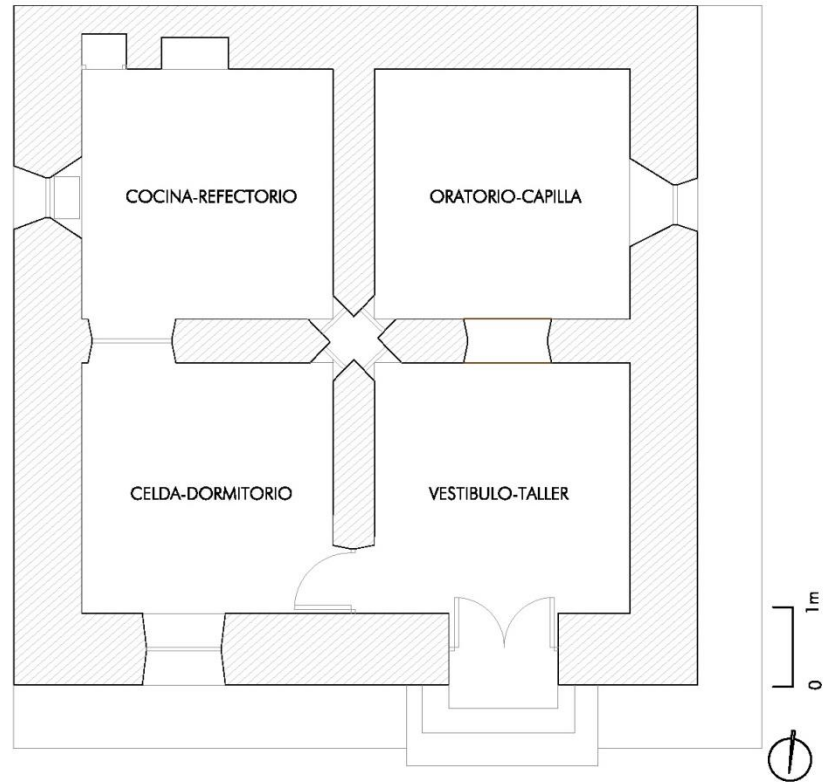 COCINA-REFECTORIO
ORATORIO-CAPILLA
CELDA-DORMITORIO
VESTIBULO-TALLER
1m
0